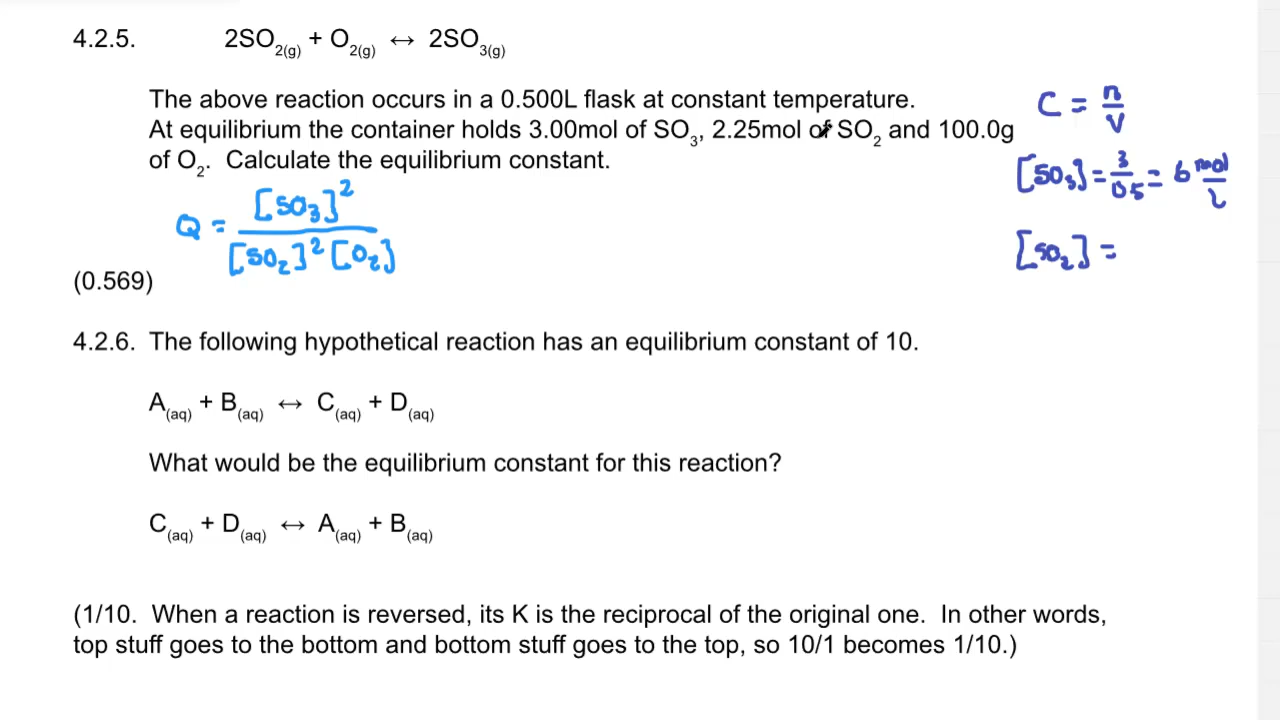 4.2.5. 2SO2(g) + O2(g) ↔ 2SO3(g)
The above reaction occurs in a 0.500L flask at constant temperature.
At equilibrium the container holds 3.00mol of SO3, 2.25mol of SO2 and 100.0g
of O2. Calculate the equilibrium constant.
C = n/V
[SO3] = 3/0.5 = 6 mol/L
[SO2] =
Q = [SO3]^2 / [SO2]^2 [O2]
(0.569)
4.2.6. The following hypothetical reaction has an equilibrium constant of 10.
A(aq) + B(aq) ↔ C(aq) + D(aq)
What would be the equilibrium constant for this reaction?
C(aq) + D(aq) ↔ A(aq) + B(aq)
(1/10. When a reaction is reversed, its K is the reciprocal of the original one. In other words,
top stuff goes to the bottom and bottom stuff goes to the top, so 10/1 becomes 1/10.)